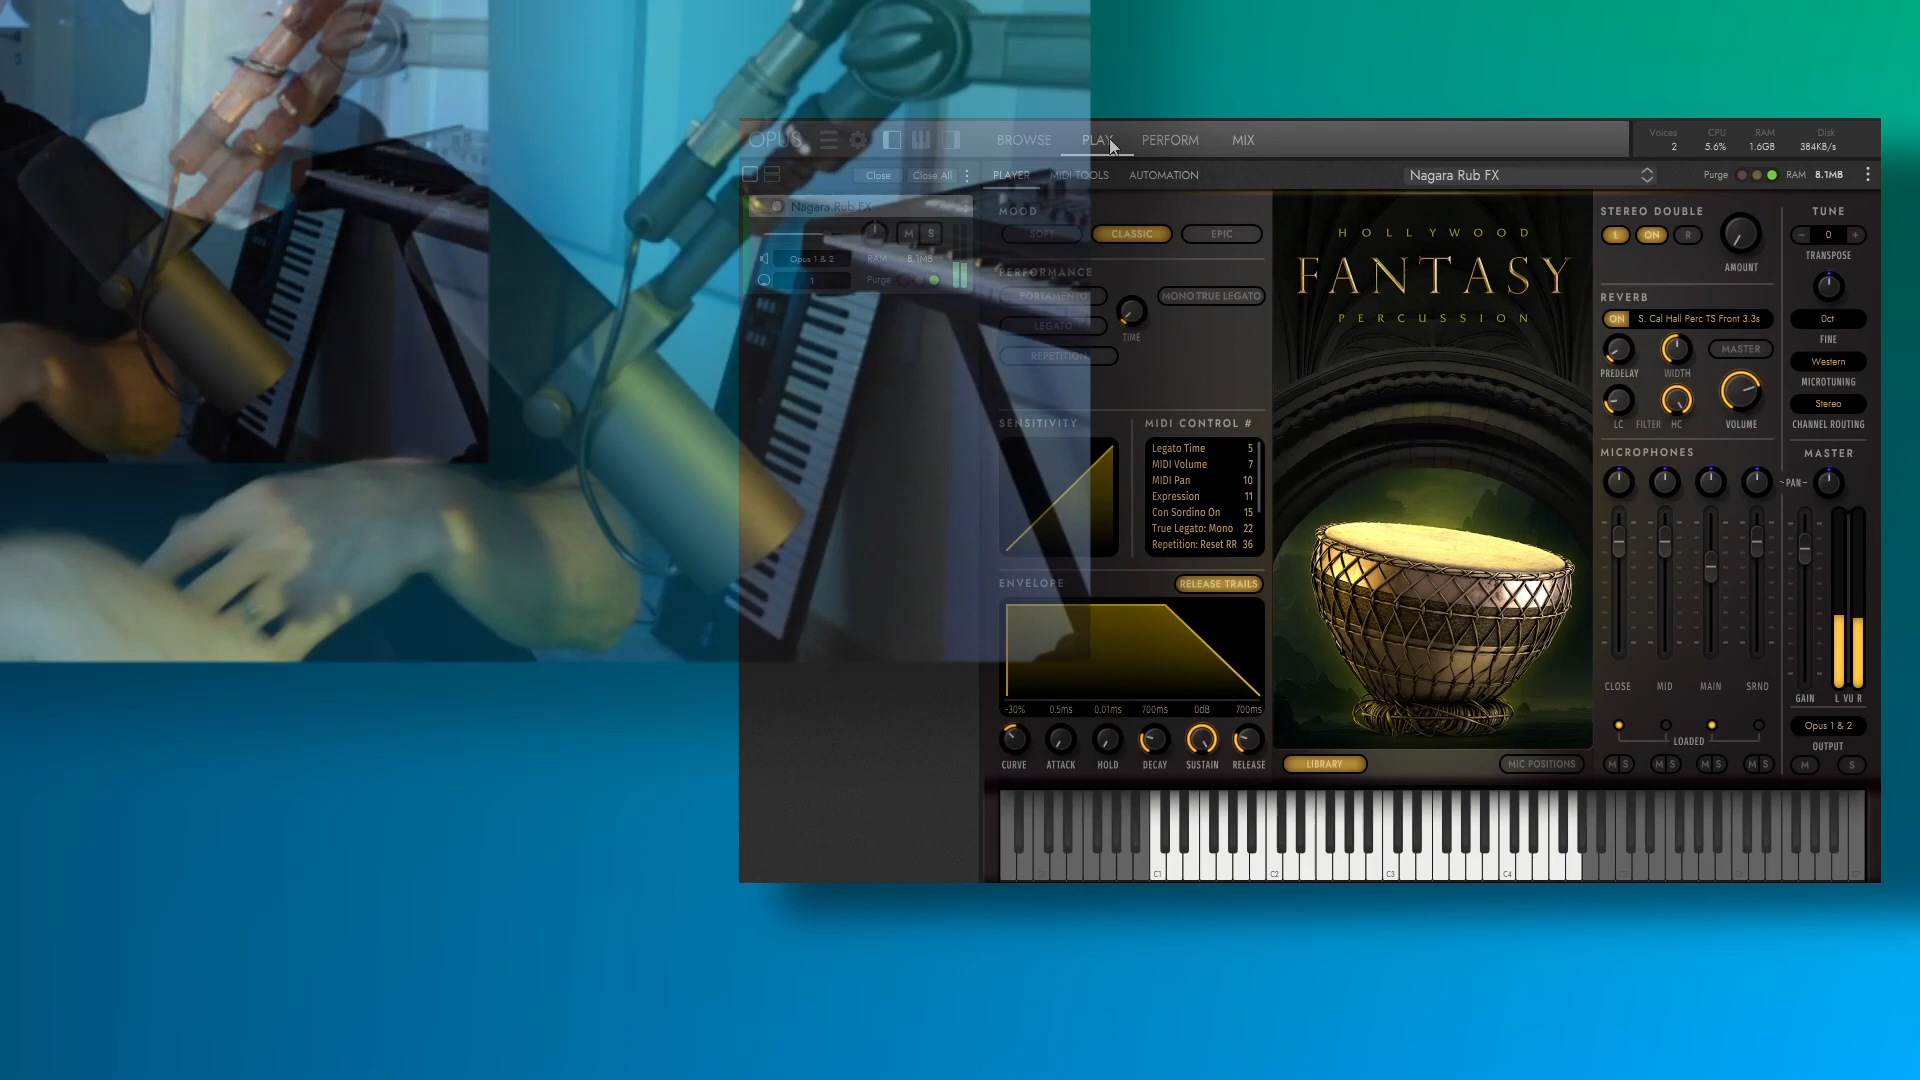 OPUS BROWSE PLAY PERFORM MIX Voices CPU RAM Disk
2 5.6% 1.6GB 384KB/s
Close Close All PLAYER MIDI TOOLS AUTOMATION Nagara Rub FX Purge RAM 8.1MB
Nagara Rub FX
M S
Opus 1 & 2 RAM 8.1MB
1 Purge
MOOD
SOFT CLASSIC EPIC
PERFORMANCE
PORTAMENTO MONO TRUE LEGATO
LEGATO
TIME
REPETITION
SENSITIVITY MIDI CONTROL #
Legato Time 5
MIDI Volume 7
MIDI Pan 10
Expression 11
Con Sordino On 15
True Legato: Mono 22
Repetition: Reset RR 36
ENVELOPE RELEASE TRAILS
-30% 0.5ms 0.01ms 700ms 0dB 700ms
CURVE ATTACK HOLD DECAY SUSTAIN RELEASE
HOLLYWOOD
FANTASY
PERCUSSION
LIBRARY MIC POSITIONS
STEREO DOUBLE
L ON R
AMOUNT
REVERB
ON S. Cal Hall Perc TS Front 3.3s
MASTER
PREDELAY WIDTH
LC FILTER HC VOLUME
MICROPHONES
CLOSE MID MAIN SRND
LOADED
M S M S M S M S
TUNE
- 0 +
TRANSPOSE
0ct
FINE
Western
MICROTUNING
Stereo
CHANNEL ROUTING
MASTER
-PAN-
GAIN L VU R
Opus 1 & 2
OUTPUT
M S
C1 C2 C3 C4